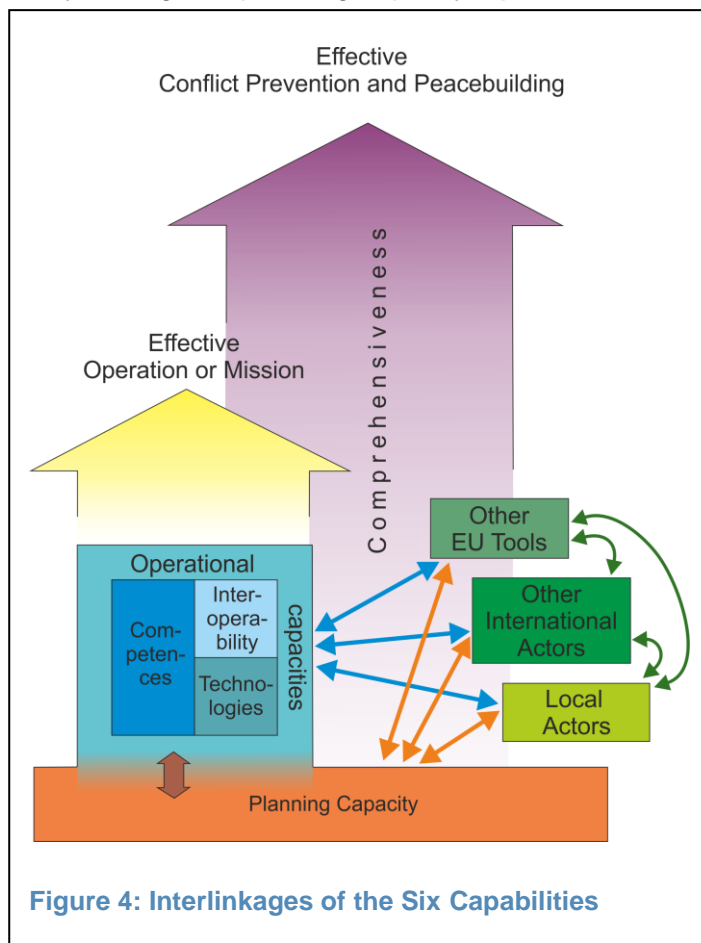 Effective
Conflict Prevention and Peacebuilding
Comprehensiveness
Effective
Operation or Mission
Operational
capacities
Com-
peten-
ces
Inter-
opera-
bility
Techno-
logies
Other
EU Tools
Other
International
Actors
Local
Actors
Planning Capacity
Figure 4: Interlinkages of the Six Capabilities